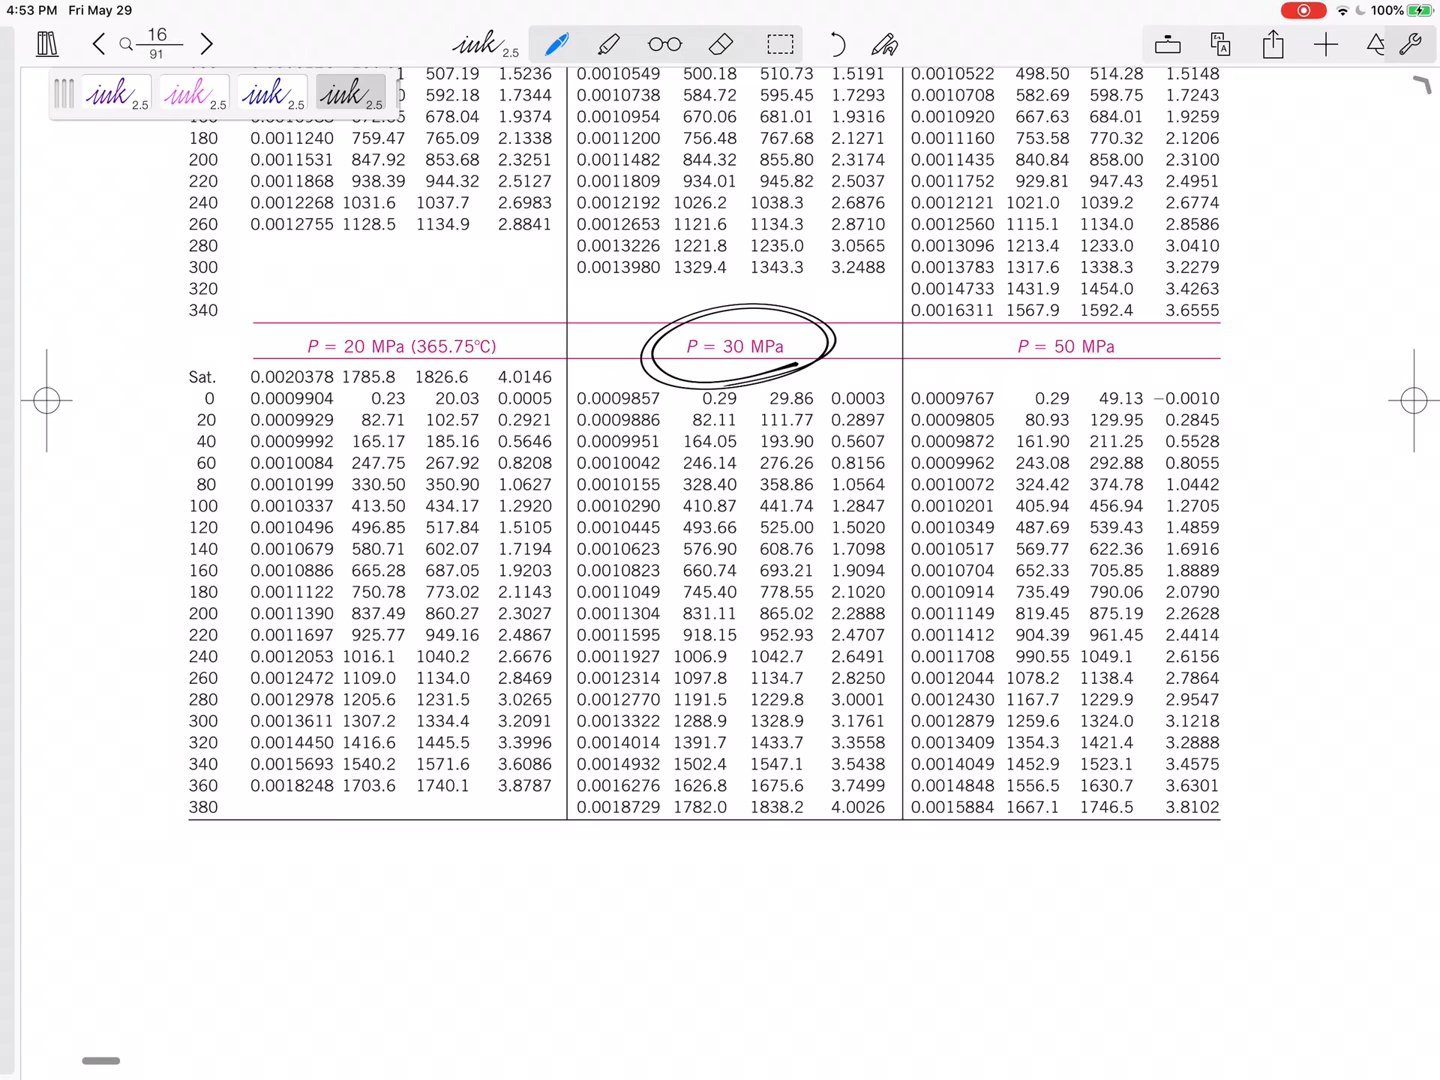 4:53 PM Fri May 29 100%
16
91
ink 2.5
ink 2.5 ink 2.5 ink 2.5 ink 2.5
507.19 1.5236 0.0010549 500.18 510.73 1.5191 0.0010522 498.50 514.28 1.5148
592.18 1.7344 0.0010738 584.72 595.45 1.7293 0.0010708 582.69 598.75 1.7243
678.04 1.9374 0.0010954 670.06 681.01 1.9316 0.0010920 667.63 684.01 1.9259
180 0.0011240 759.47 765.09 2.1338 0.0011200 756.48 767.68 2.1271 0.0011160 753.58 770.32 2.1206
200 0.0011531 847.92 853.68 2.3251 0.0011482 844.32 855.80 2.3174 0.0011435 840.84 858.00 2.3100
220 0.0011868 938.39 944.32 2.5127 0.0011809 934.01 945.82 2.5037 0.0011752 929.81 947.43 2.4951
240 0.0012268 1031.6 1037.7 2.6983 0.0012192 1026.2 1038.3 2.6876 0.0012121 1021.0 1039.2 2.6774
260 0.0012755 1128.5 1134.9 2.8841 0.0012653 1121.6 1134.3 2.8710 0.0012560 1115.1 1134.0 2.8586
280 0.0013226 1221.8 1235.0 3.0565 0.0013096 1213.4 1233.0 3.0410
300 0.0013980 1329.4 1343.3 3.2488 0.0013783 1317.6 1338.3 3.2279
320 0.0014733 1431.9 1454.0 3.4263
340 0.0016311 1567.9 1592.4 3.6555
P = 20 MPa (365.75°C) P = 30 MPa P = 50 MPa
Sat. 0.0020378 1785.8 1826.6 4.0146
0 0.0009904 0.23 20.03 0.0005 0.0009857 0.29 29.86 0.0003 0.0009767 0.29 49.13 −0.0010
20 0.0009929 82.71 102.57 0.2921 0.0009886 82.11 111.77 0.2897 0.0009805 80.93 129.95 0.2845
40 0.0009992 165.17 185.16 0.5646 0.0009951 164.05 193.90 0.5607 0.0009872 161.90 211.25 0.5528
60 0.0010084 247.75 267.92 0.8208 0.0010042 246.14 276.26 0.8156 0.0009962 243.08 292.88 0.8055
80 0.0010199 330.50 350.90 1.0627 0.0010155 328.40 358.86 1.0564 0.0010072 324.42 374.78 1.0442
100 0.0010337 413.50 434.17 1.2920 0.0010290 410.87 441.74 1.2847 0.0010201 405.94 456.94 1.2705
120 0.0010496 496.85 517.84 1.5105 0.0010445 493.66 525.00 1.5020 0.0010349 487.69 539.43 1.4859
140 0.0010679 580.71 602.07 1.7194 0.0010623 576.90 608.76 1.7098 0.0010517 569.77 622.36 1.6916
160 0.0010886 665.28 687.05 1.9203 0.0010823 660.74 693.21 1.9094 0.0010704 652.33 705.85 1.8889
180 0.0011122 750.78 773.02 2.1143 0.0011049 745.40 778.55 2.1020 0.0010914 735.49 790.06 2.0790
200 0.0011390 837.49 860.27 2.3027 0.0011304 831.11 865.02 2.2888 0.0011149 819.45 875.19 2.2628
220 0.0011697 925.77 949.16 2.4867 0.0011595 918.15 952.93 2.4707 0.0011412 904.39 961.45 2.4414
240 0.0012053 1016.1 1040.2 2.6676 0.0011927 1006.9 1042.7 2.6491 0.0011708 990.55 1049.1 2.6156
260 0.0012472 1109.0 1134.0 2.8469 0.0012314 1097.8 1134.7 2.8250 0.0012044 1078.2 1138.4 2.7864
280 0.0012978 1205.6 1231.5 3.0265 0.0012770 1191.5 1229.8 3.0001 0.0012430 1167.7 1229.9 2.9547
300 0.0013611 1307.2 1334.4 3.2091 0.0013322 1288.9 1328.9 3.1761 0.0012879 1259.6 1324.0 3.1218
320 0.0014450 1416.6 1445.5 3.3996 0.0014014 1391.7 1433.7 3.3558 0.0013409 1354.3 1421.4 3.2888
340 0.0015693 1540.2 1571.6 3.6086 0.0014932 1502.4 1547.1 3.5438 0.0014049 1452.9 1523.1 3.4575
360 0.0018248 1703.6 1740.1 3.8787 0.0016276 1626.8 1675.6 3.7499 0.0014848 1556.5 1630.7 3.6301
380 0.0018729 1782.0 1838.2 4.0026 0.0015884 1667.1 1746.5 3.8102